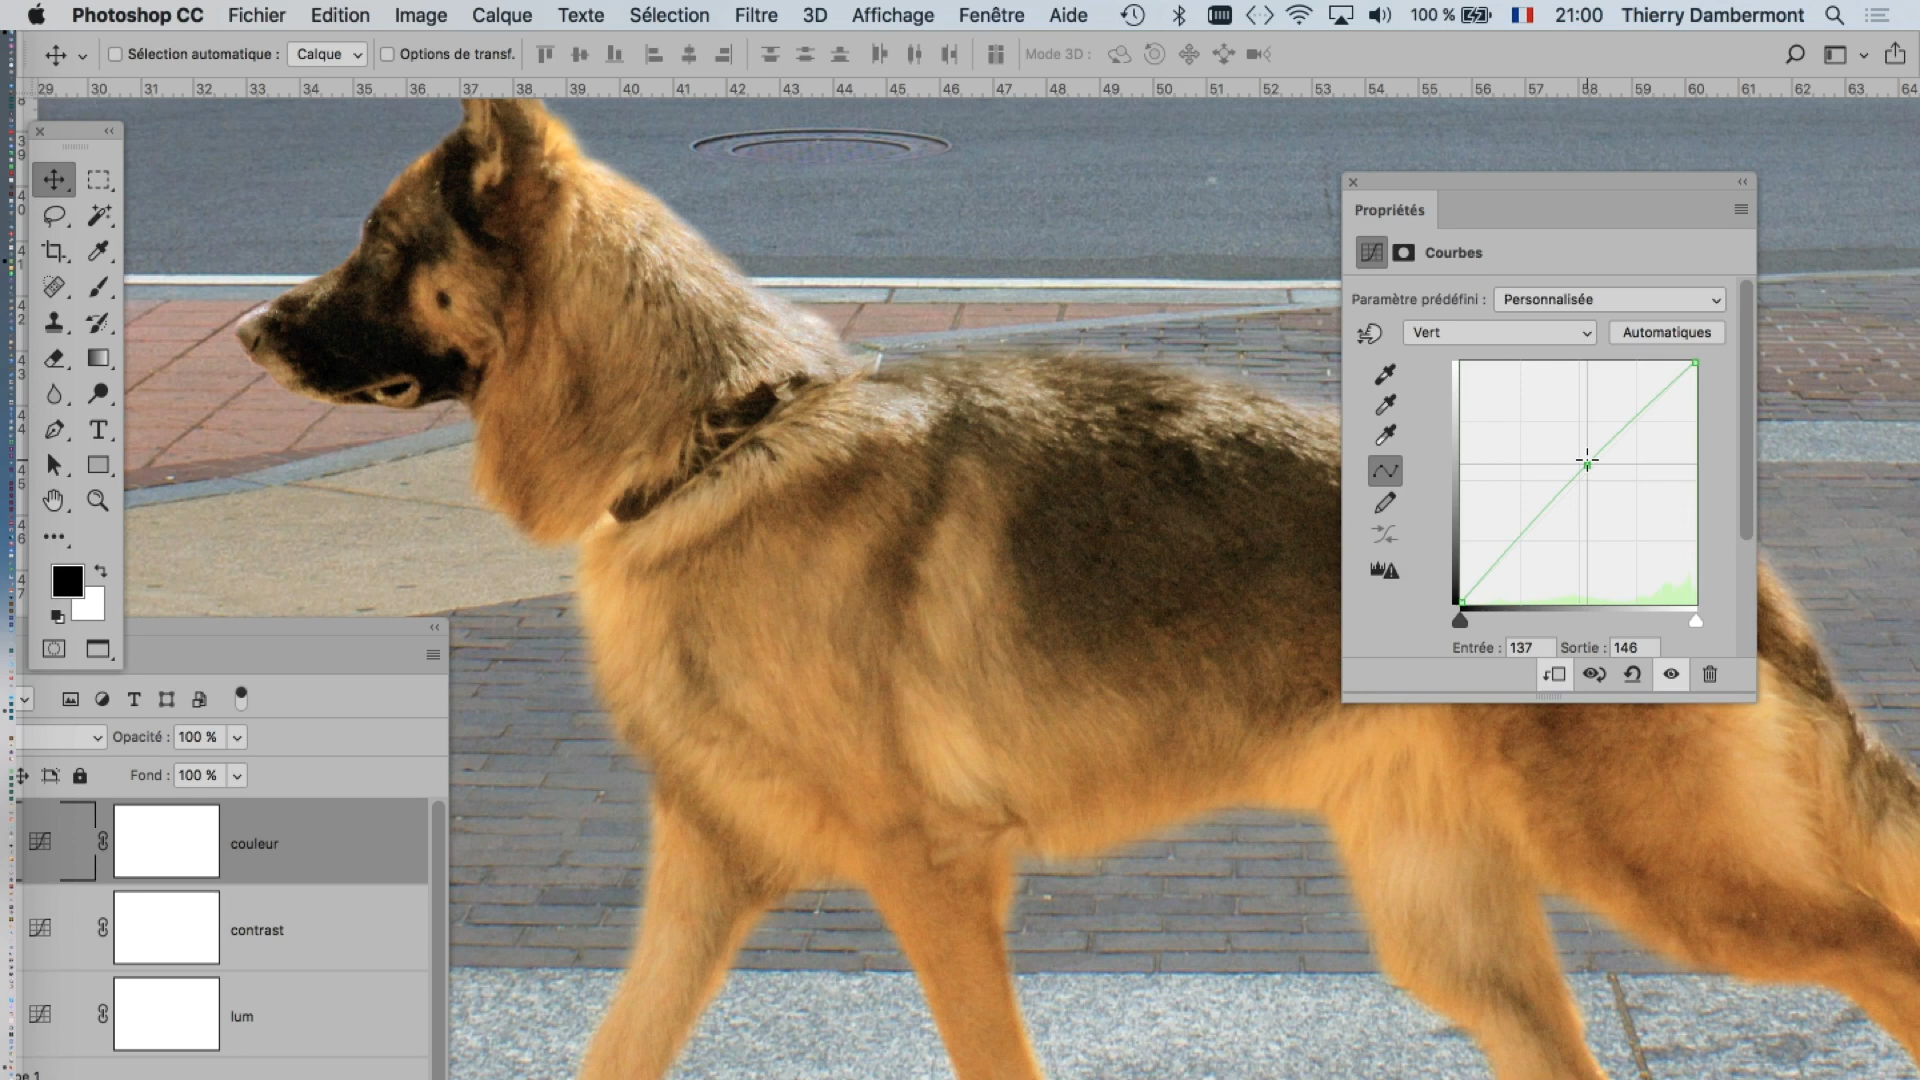 Photoshop CC Fichier Edition Image Calque Texte Sélection Filtre 3D Affichage Fenêtre Aide 100 % 21:00 Thierry Dambermont
Sélection automatique : Calque Options de transf. Mode 3D :
29 30 31 32 33 34 35 36 37 38 39 40 41 42 43 44 45 46 47 48 49 50 51 52 53 54 55 56 57 58 59 60 61 62 63 64
Propriétés
Courbes
Paramètre prédéfini : Personnalisée
Vert Automatiques
Entrée : 137 Sortie : 146
Opacité : 100 %
Fond : 100 %
couleur
contrast
lum